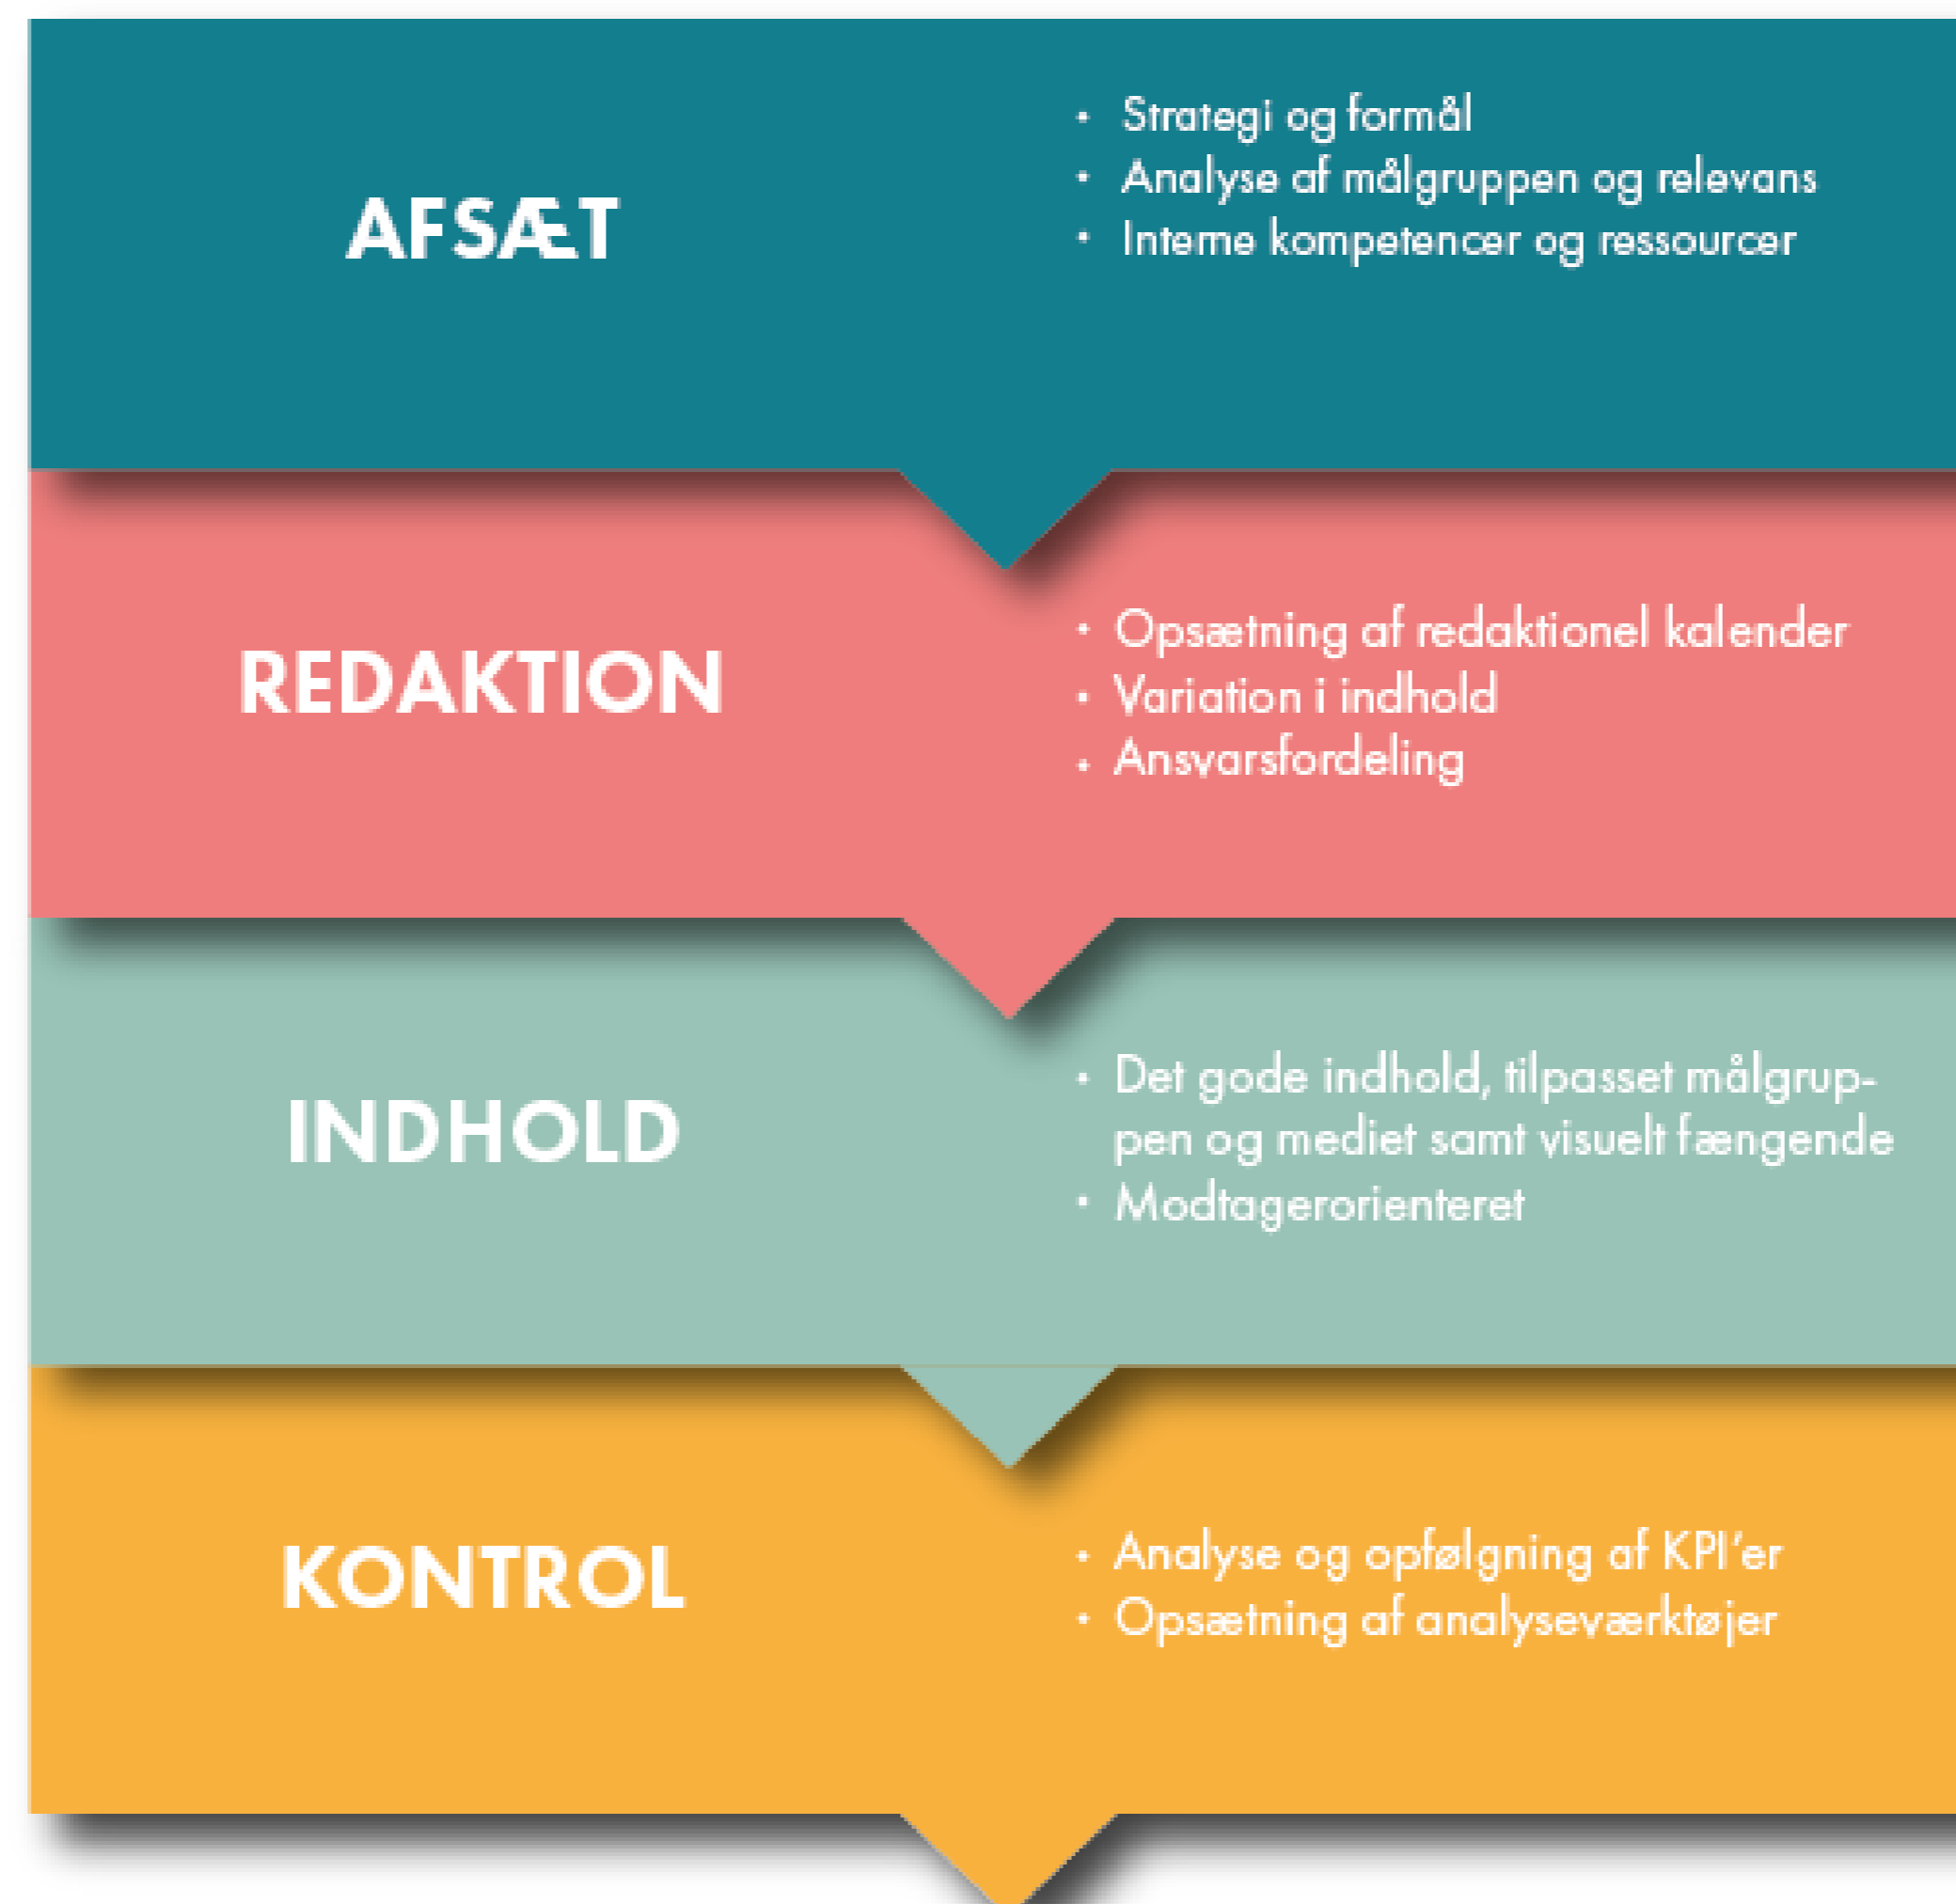 AFSÆT
• Strategi og formål
• Analyse af målgruppen og relevans
• Interne kompetencer og ressourcer
REDAKTION
• Opsætning af redaktionel kalender
• Variation i indhold
• Ansvarsfordeling
INDHOLD
• Det gode indhold, tilpasset målgrup-
pen og mediet samt visuelt fængende
• Modtagerorienteret
KONTROL
• Analyse og opfølgning af KPI'er
• Opsætning af analyseværktøjer